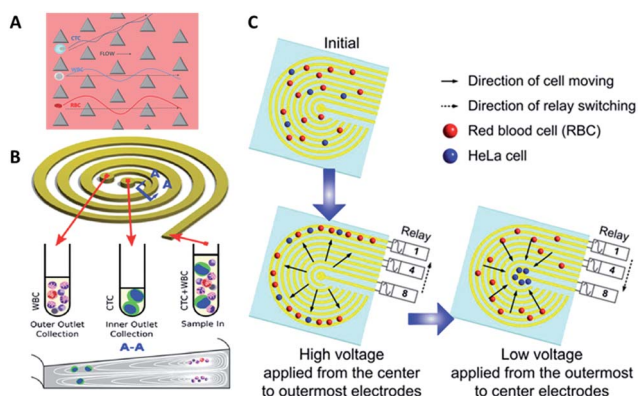 A
CTC
FLOW
WBC
RBC
B
A
A
WBC
CTC
CTC+WBC
Outer Outlet
Collection
Inner Outlet
Collection
Sample In
A-A
C
Initial
Direction of cell moving
Direction of relay switching
Red blood cell (RBC)
HeLa cell
Relay
1
4
8
Relay
1
4
8
High voltage
applied from the center
to outermost electrodes
Low voltage
applied from the outermost
to center electrodes